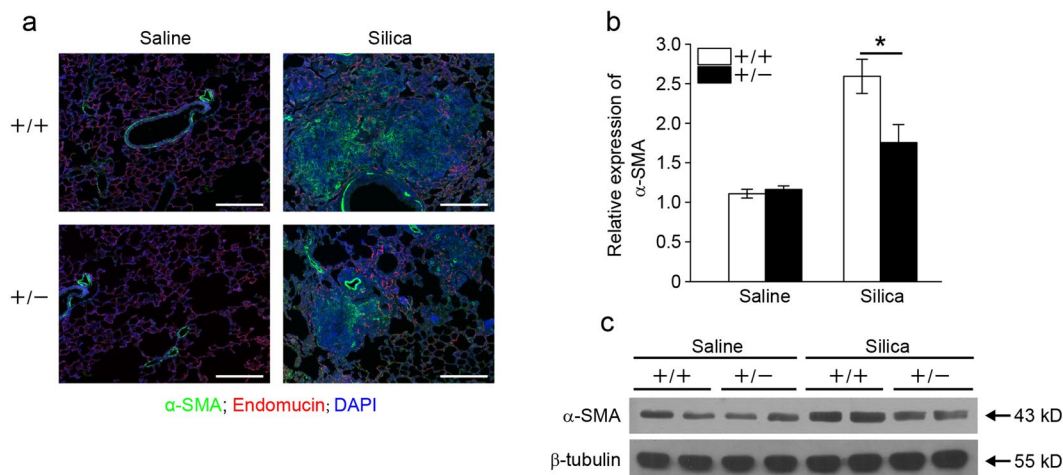 a
Saline Silica
+/+
+/−
α-SMA; Endomucin; DAPI
b
Relative expression of
α-SMA
3.0
2.5
2.0
1.5
1.0
0.5
0
+/+
+/−
*
Saline Silica
c
Saline Silica
+/+ +/− +/+ +/−
α-SMA 43 kD
β-tubulin 55 kD